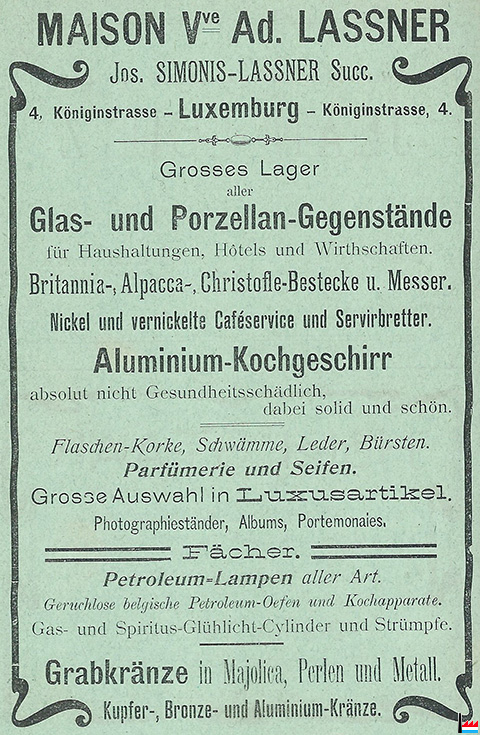 MAISON Vve Ad. LASSNER
Jos. SIMONIS-LASSNER Succ.
4, Königinstrasse – Luxemburg – Königinstrasse, 4.
Grosses Lager
aller
Glas- und Porzellan-Gegenstände
für Haushaltungen, Hôtels und Wirthschaften.
Britannia-, Alpacca-, Christofle-Bestecke u. Messer.
Nickel und vernickelte Caféservice und Servirbretter.
Aluminium-Kochgeschirr
absolut nicht Gesundheitsschädlich,
dabei solid und schön.
Flaschen-Korke, Schwämme, Leder, Bürsten.
Parfümerie und Seifen.
Grosse Auswahl in Luxusartikel.
Photographieständer, Albums, Portemonaies.
Fächer.
Petroleum-Lampen aller Art.
Geruchlose belgische Petroleum-Oefen und Kochapparate.
Gas- und Spiritus-Glühlicht-Cylinder und Strümpfe.
Grabkränze in Majolica, Perlen und Metall.
Kupfer-, Bronze- und Aluminium-Kränze.